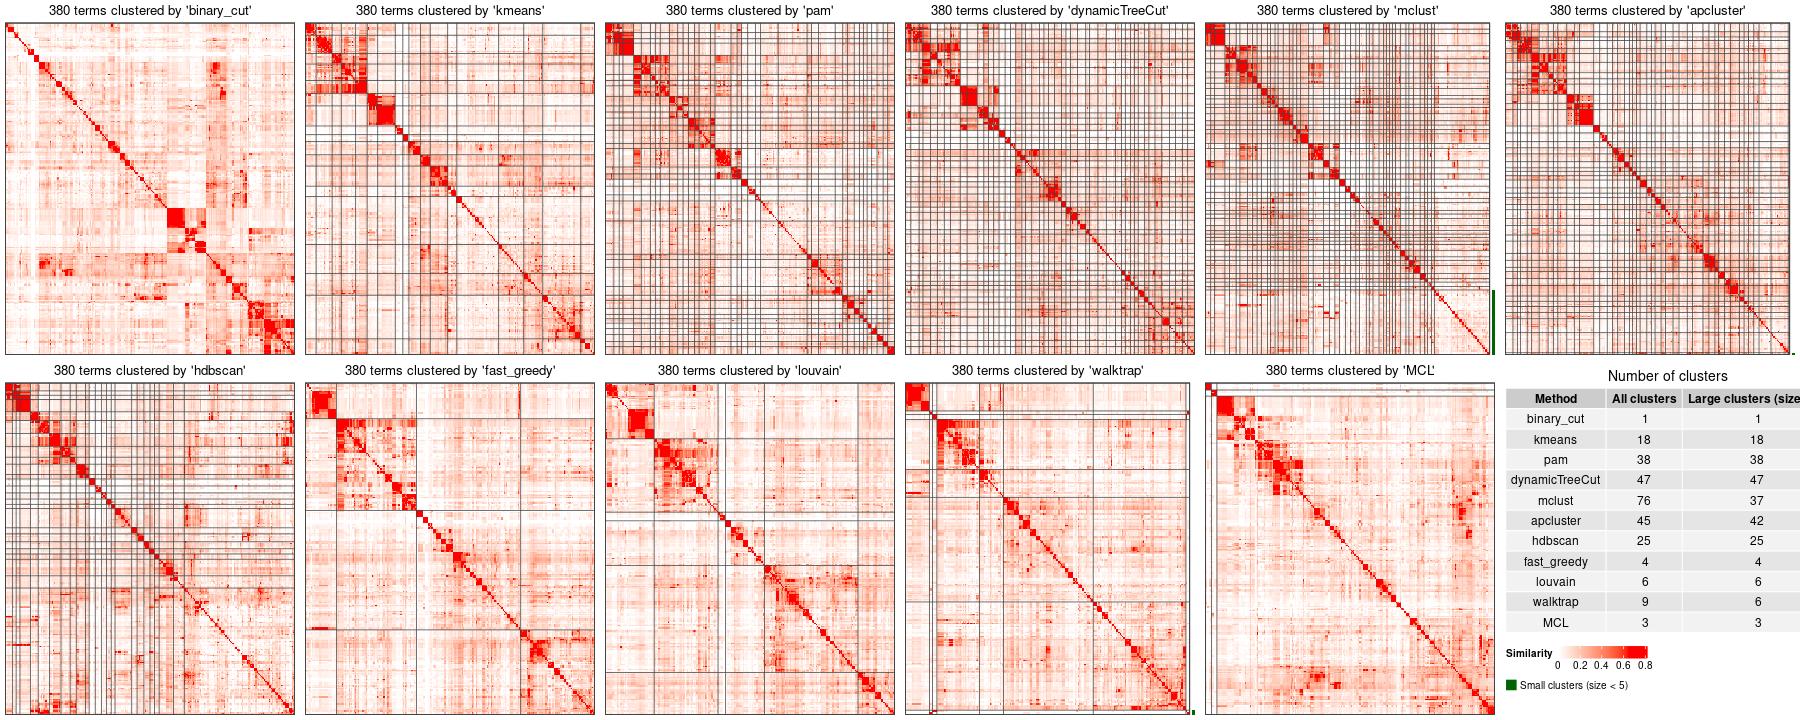 380 terms clustered by 'binary_cut'
380 terms clustered by 'kmeans'
380 terms clustered by 'pam'
380 terms clustered by 'dynamicTreeCut'
380 terms clustered by 'mclust'
380 terms clustered by 'apcluster'
380 terms clustered by 'hdbscan'
380 terms clustered by 'fast_greedy'
380 terms clustered by 'louvain'
380 terms clustered by 'walktrap'
380 terms clustered by 'MCL'
Number of clusters
Method All clusters Large clusters (size
binary_cut 1 1
kmeans 18 18
pam 38 38
dynamicTreeCut 47 47
mclust 76 37
apcluster 45 42
hdbscan 25 25
fast_greedy 4 4
louvain 6 6
walktrap 9 6
MCL 3 3
Similarity
0 0.2 0.4 0.6 0.8
Small clusters (size < 5)